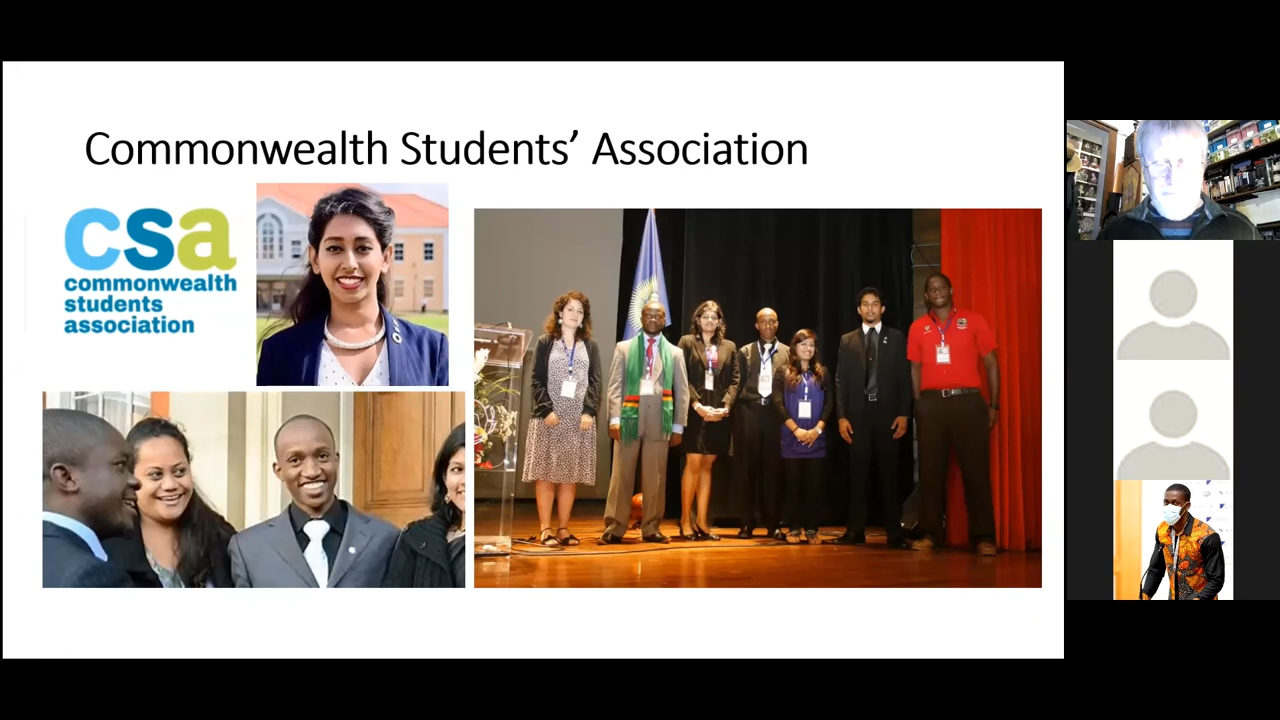 Commonwealth Students’ Association
csa
commonwealth
students
association